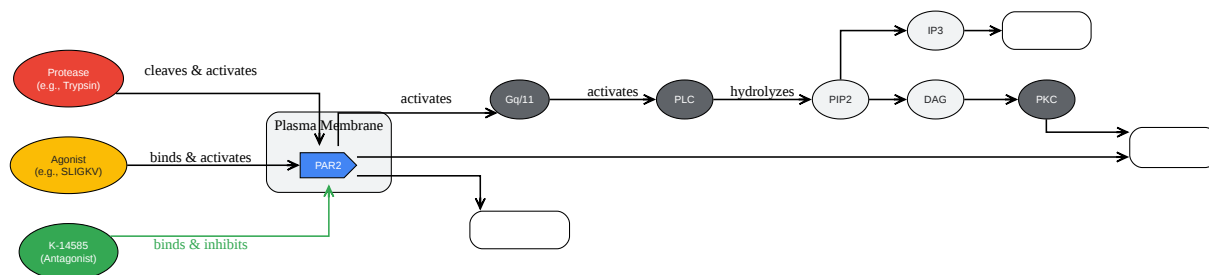 IP3
Protease
(e.g., Trypsin)
cleaves & activates
activates
Gq/11
activates
PLC
hydrolyzes
PIP2
DAG
PKC
Plasma Membrane
Agonist
(e.g., SLIGKV)
binds & activates
PAR2
K-14585
(Antagonist)
binds & inhibits